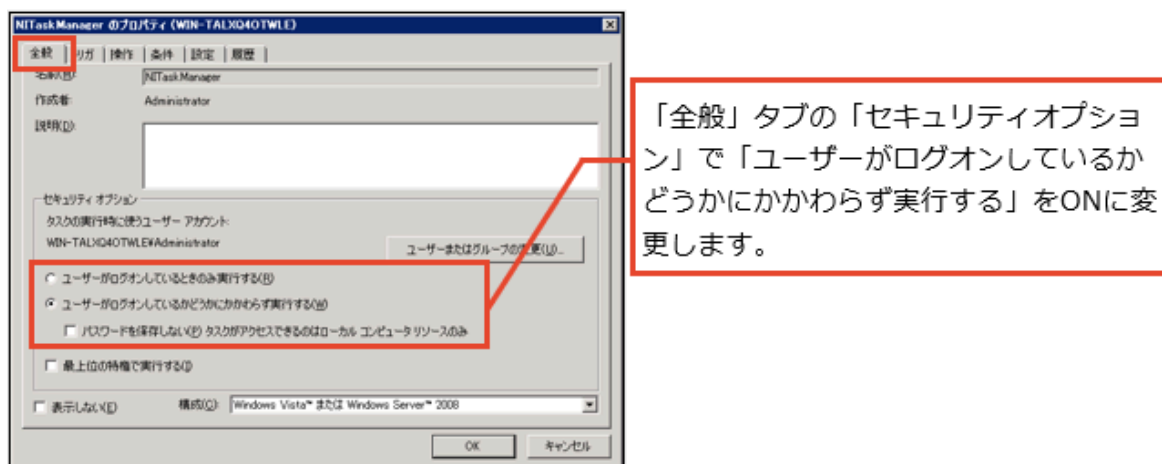 NITaskManager のプロパティ (WIN-TALXQ4OTWLE)
全般 トリガ 操作 条件 設定 履歴
名前(M): NITaskManager
作成者: Administrator
説明(D):
セキュリティ オプション
タスクの実行時に使うユーザー アカウント:
WIN-TALXQ4OTWLE¥Administrator
ユーザーまたはグループの変更(U)...
ユーザーがログオンしているときのみ実行する(R)
ユーザーがログオンしているかどうかにかかわらず実行する(W)
パスワードを保存しない(P) タスクがアクセスできるのはローカル コンピュータ リソースのみ
最上位の特権で実行する(I)
表示しない(E) 構成(C): Windows Vista™ または Windows Server™ 2008
OK キャンセル
「全般」タブの「セキュリティオプショ
ン」で「ユーザーがログオンしているか
どうかにかかわらず実行する」をONに変
更します。